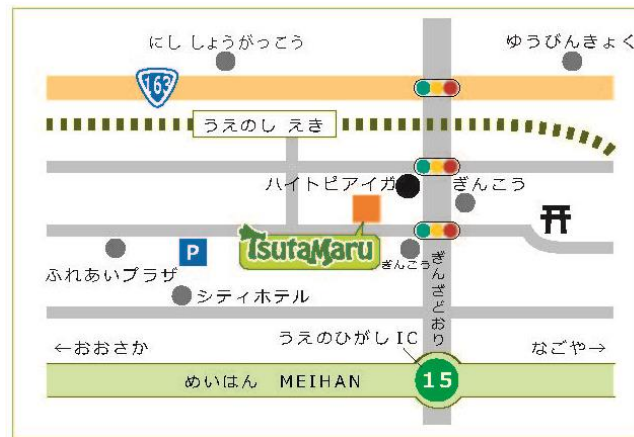 にし しょうがっこう
ゆうびんきょく
163
うえのし えき
ハイトピアイガ
ぎんこう
TsutaMaru
ぎんこう
ぎんざどおり
P
ふれあいプラザ
シティホテル
うえのひがし IC
←おおさか
なごや→
めいはん MEIHAN
15